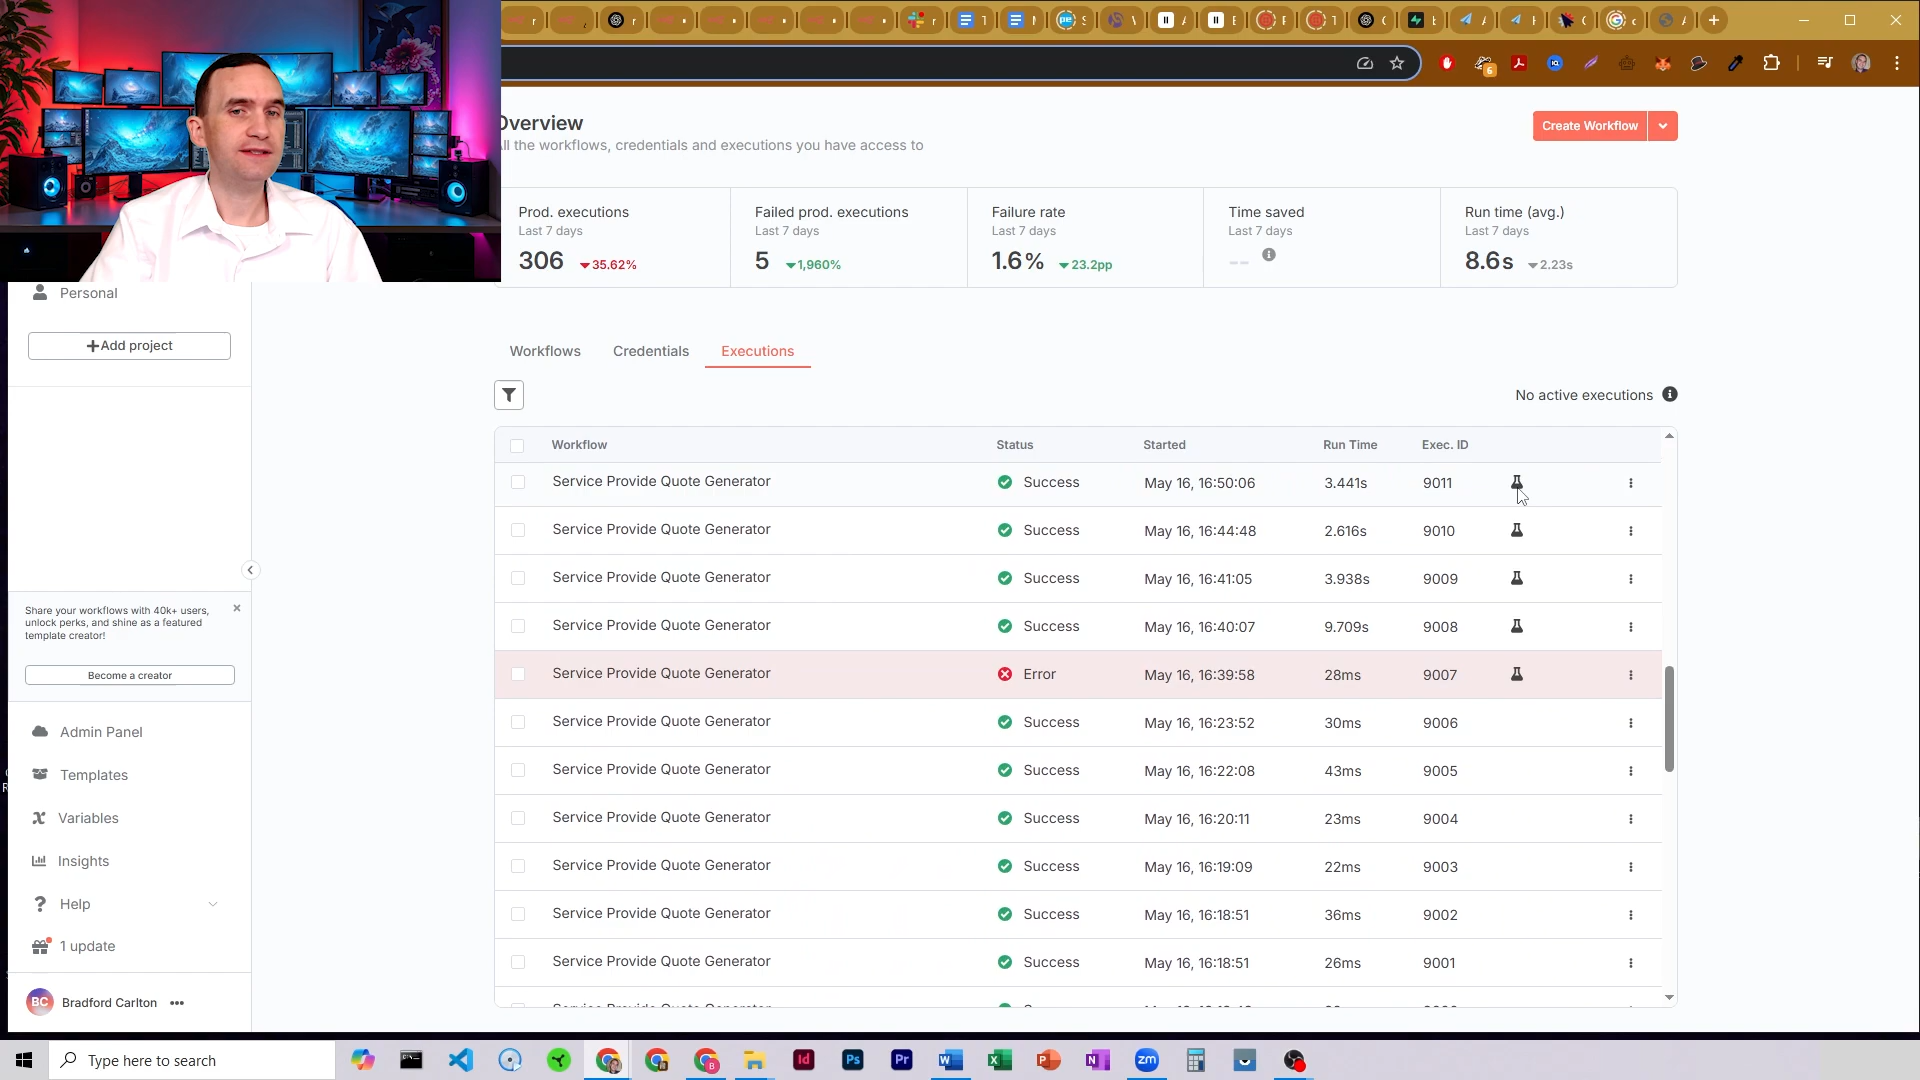 Overview
All the workflows, credentials and executions you have access to
Create Workflow
Prod. executions
Last 7 days
306 35.62%
Failed prod. executions
Last 7 days
5 1,960%
Failure rate
Last 7 days
1.6% 23.2pp
Time saved
Last 7 days
--
Run time (avg.)
Last 7 days
8.6s 2.23s
Personal
Add project
Workflows Credentials Executions
No active executions
Workflow Status Started Run Time Exec. ID
Service Provide Quote Generator Success May 16, 16:50:06 3.441s 9011
Service Provide Quote Generator Success May 16, 16:44:48 2.616s 9010
Service Provide Quote Generator Success May 16, 16:41:05 3.938s 9009
Service Provide Quote Generator Success May 16, 16:40:07 9.709s 9008
Service Provide Quote Generator Error May 16, 16:39:58 28ms 9007
Service Provide Quote Generator Success May 16, 16:23:52 30ms 9006
Service Provide Quote Generator Success May 16, 16:22:08 43ms 9005
Service Provide Quote Generator Success May 16, 16:20:11 23ms 9004
Service Provide Quote Generator Success May 16, 16:19:09 22ms 9003
Service Provide Quote Generator Success May 16, 16:18:51 36ms 9002
Service Provide Quote Generator Success May 16, 16:18:51 26ms 9001
Share your workflows with 40k+ users,
unlock perks, and shine as a featured
template creator!
Become a creator
Admin Panel
Templates
Variables
Insights
Help
1 update
BC Bradford Carlton
Type here to search
Id Ps Pr zm